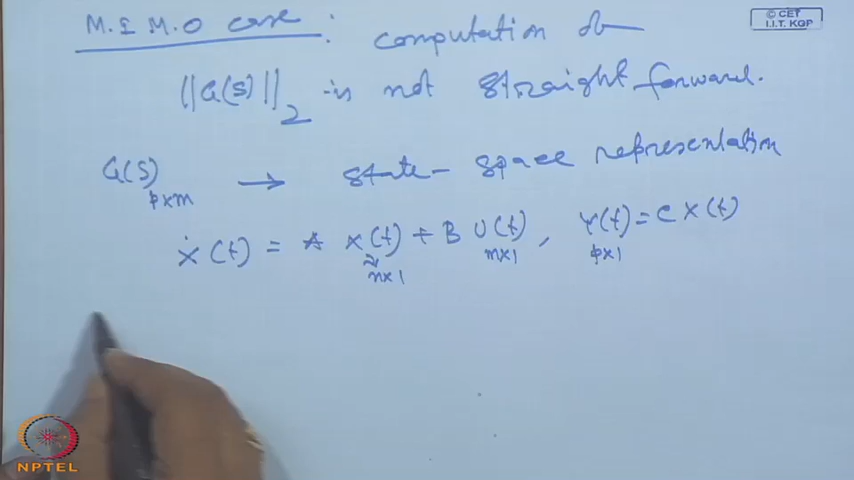 M.I M.O case : computation of
© CET
I.I.T. KGP
||G(s)||₂ is not straight forward.
G(s) p×m → state-space representation
Ẋ(t) = A X(t) n×1 + B U(t) m×1 , Y(t) p×1 = C X(t)
NPTEL